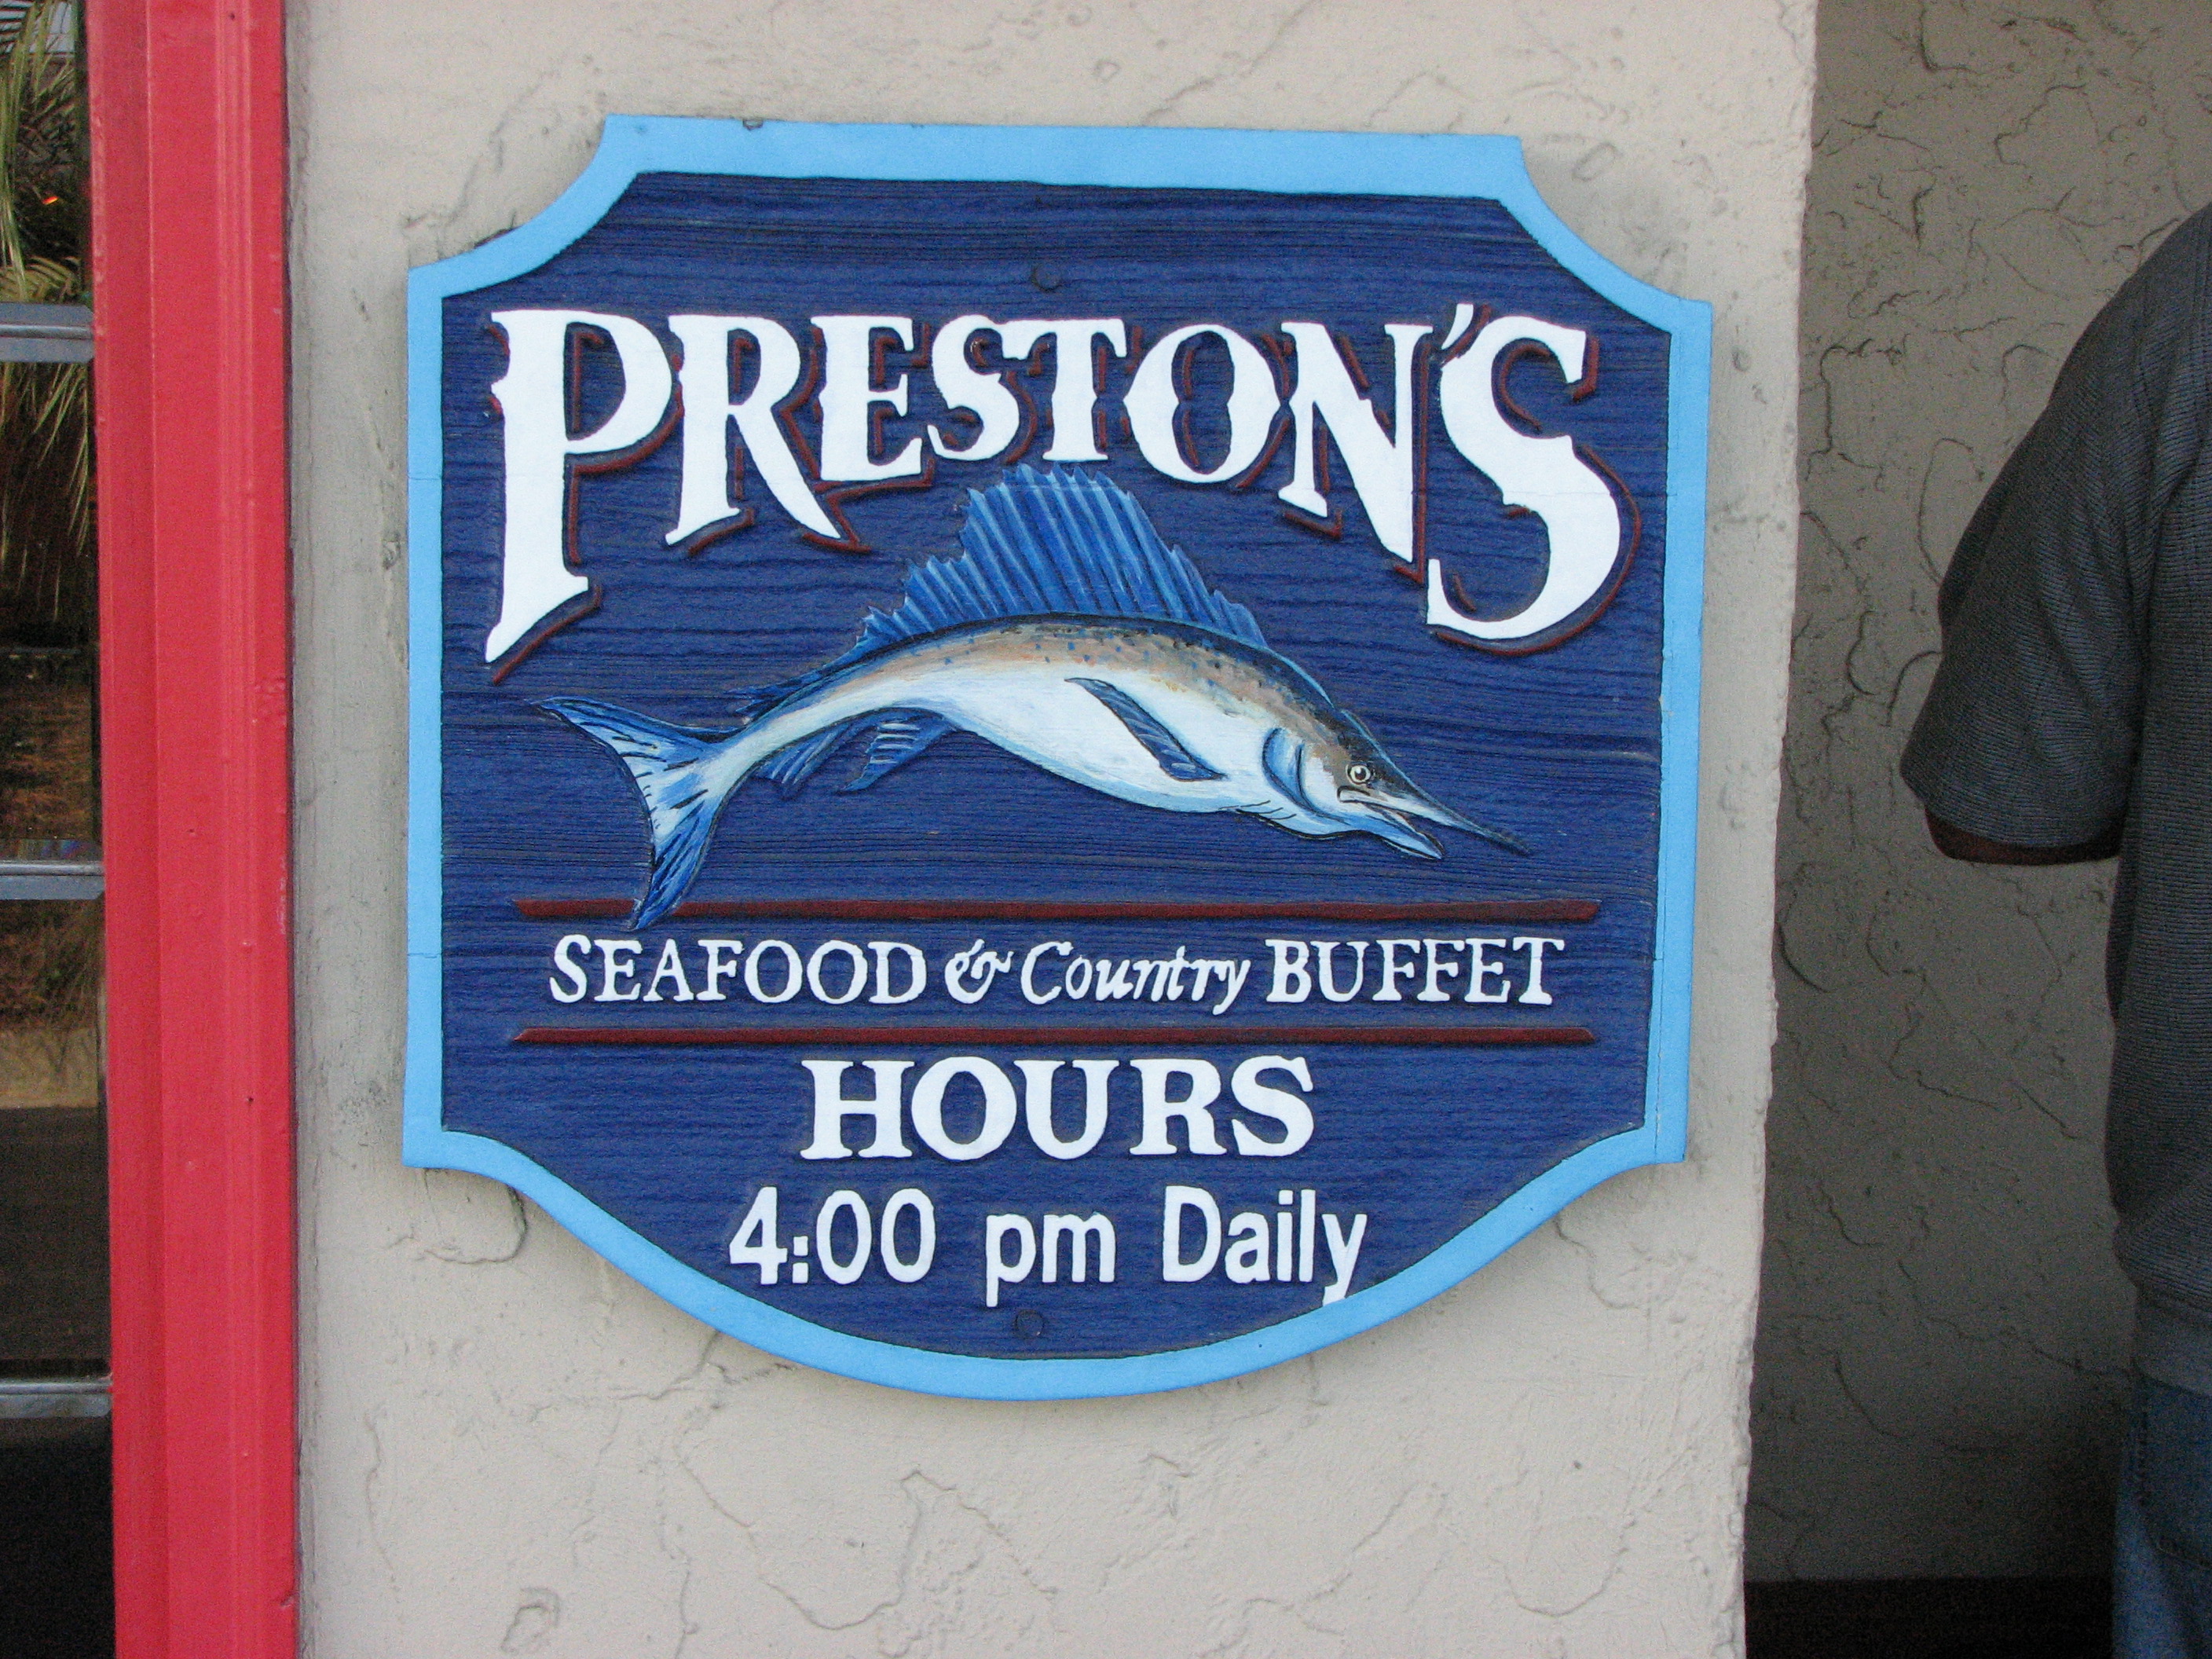 PRESTON'S
SEAFOOD & Country BUFFET
HOURS
4:00 pm Daily